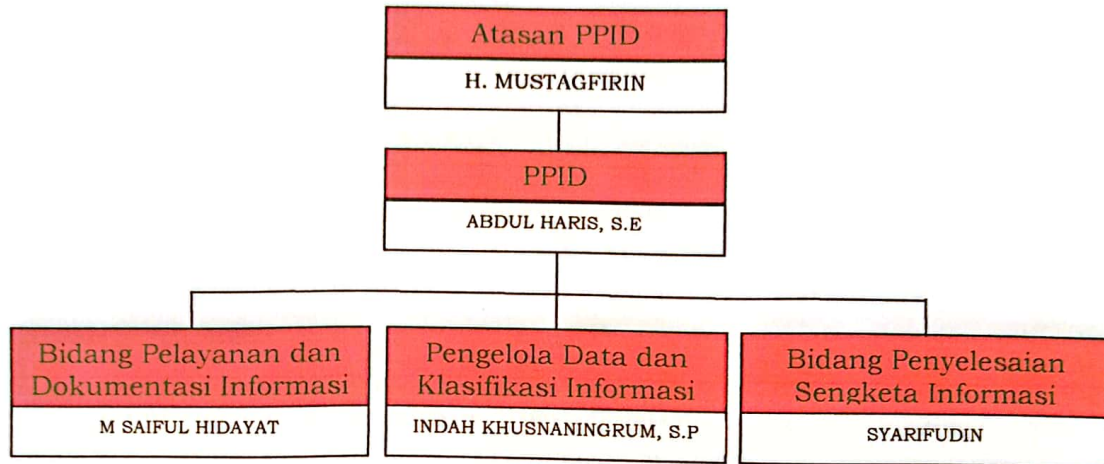 Atasan PPID
H. MUSTAGFIRIN
PPID
ABDUL HARIS, S.E
Bidang Pelayanan dan
Dokumentasi Informasi
M SAIFUL HIDAYAT
Pengelola Data dan
Klasifikasi Informasi
INDAH KHUSNANINGRUM, S.P
Bidang Penyelesaian
Sengketa Informasi
SYARIFUDIN